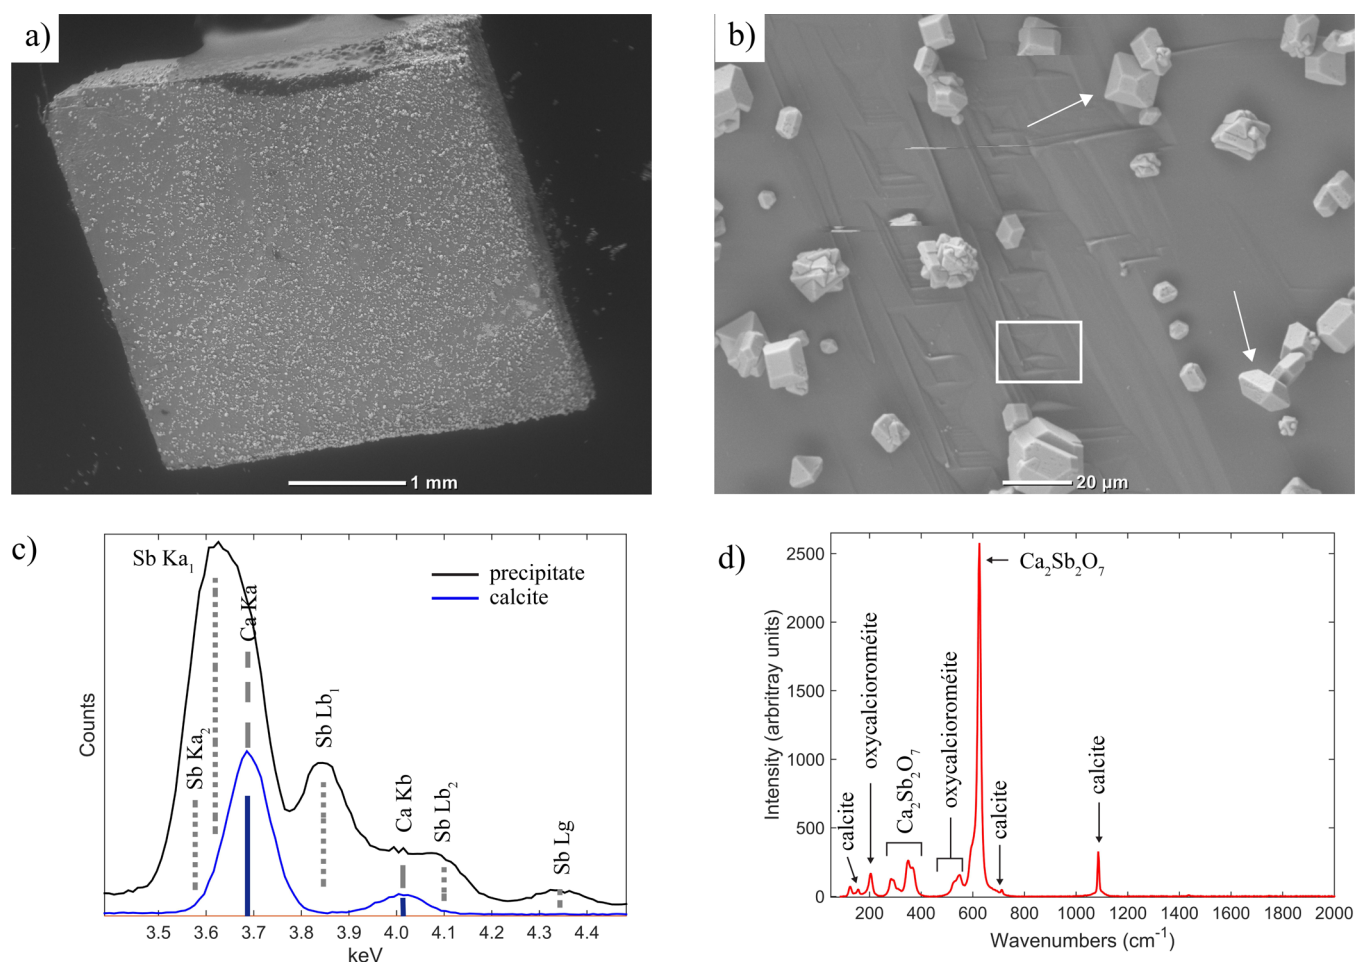 a)
1 mm
b)
20 µm
c)
Sb Ka1
Ca Ka
Sb Ka2
Sb Lb1
Ca Kb
Sb Lb2
Sb Lg
precipitate
calcite
Counts
3.5 3.6 3.7 3.8 3.9 4.0 4.1 4.2 4.3 4.4
keV
d)
Ca2Sb2O7
oxycalcioroméite
calcite
Ca2Sb2O7
oxycalcioroméite
calcite
calcite
Intensity (arbritray units)
2500
2000
1500
1000
500
0
200 400 600 800 1000 1200 1400 1600 1800 2000
Wavenumbers (cm-1)